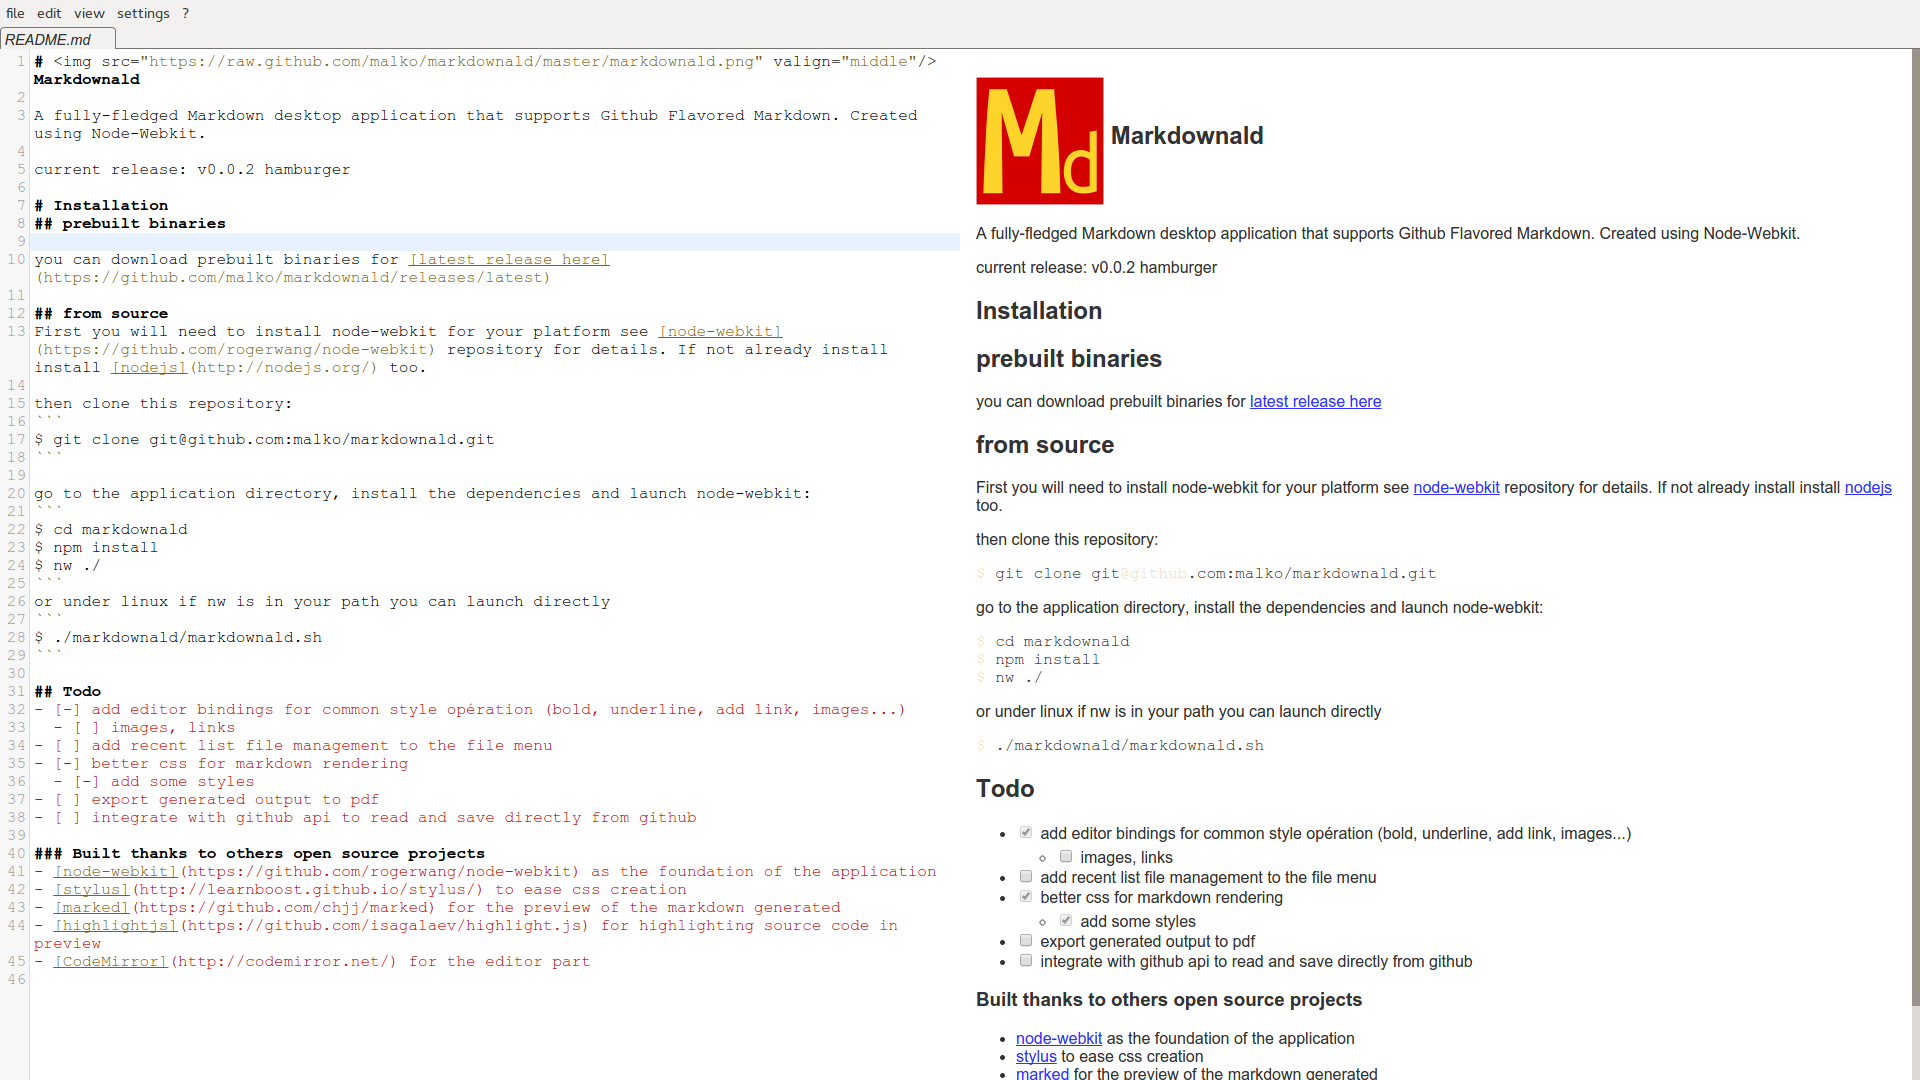 file edit view settings ?
README.md
1 # <img src="https://raw.github.com/malko/markdownald/master/markdownald.png" valign="middle"/>
Markdownald
2
3 A fully-fledged Markdown desktop application that supports Github Flavored Markdown. Created
using Node-Webkit.
4
5 current release: v0.0.2 hamburger
6
7 # Installation
8 ## prebuilt binaries
9
10 you can download prebuilt binaries for [latest release here]
(https://github.com/malko/markdownald/releases/latest)
11
12 ## from source
13 First you will need to install node-webkit for your platform see [node-webkit]
(https://github.com/rogerwang/node-webkit) repository for details. If not already install
install [nodejs](http://nodejs.org/) too.
14
15 then clone this repository:
16 ```
17 $ git clone git@github.com:malko/markdownald.git
18 ```
19
20 go to the application directory, install the dependencies and launch node-webkit:
21 ```
22 $ cd markdownald
23 $ npm install
24 $ nw ./
25 ```
26 or under linux if nw is in your path you can launch directly
27 ```
28 $ ./markdownald/markdownald.sh
29 ```
30
31 ## Todo
32 - [-] add editor bindings for common style opération (bold, underline, add link, images...)
33   - [ ] images, links
34 - [ ] add recent list file management to the file menu
35 - [-] better css for markdown rendering
36   - [-] add some styles
37 - [ ] export generated output to pdf
38 - [ ] integrate with github api to read and save directly from github
39
40 ### Built thanks to others open source projects
41 - [node-webkit](https://github.com/rogerwang/node-webkit) as the foundation of the application
42 - [stylus](http://learnboost.github.io/stylus/) to ease css creation
43 - [marked](https://github.com/chjj/marked) for the preview of the markdown generated
44 - [highlightjs](https://github.com/isagalaev/highlight.js) for highlighting source code in
preview
45 - [CodeMirror](http://codemirror.net/) for the editor part
46
Md Markdownald
A fully-fledged Markdown desktop application that supports Github Flavored Markdown. Created using Node-Webkit.
current release: v0.0.2 hamburger
Installation
prebuilt binaries
you can download prebuilt binaries for latest release here
from source
First you will need to install node-webkit for your platform see node-webkit repository for details. If not already install install nodejs
too.
then clone this repository:
$ git clone git@github.com:malko/markdownald.git
go to the application directory, install the dependencies and launch node-webkit:
$ cd markdownald
$ npm install
$ nw ./
or under linux if nw is in your path you can launch directly
$ ./markdownald/markdownald.sh
Todo
add editor bindings for common style opération (bold, underline, add link, images...)
images, links
add recent list file management to the file menu
better css for markdown rendering
add some styles
export generated output to pdf
integrate with github api to read and save directly from github
Built thanks to others open source projects
node-webkit as the foundation of the application
stylus to ease css creation
marked for the preview of the markdown generated